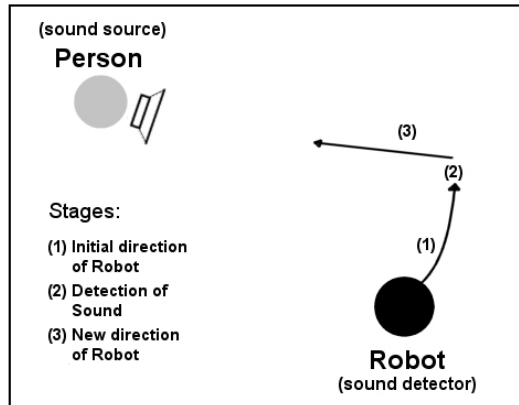 (sound source)
Person
(3)
(2)
Stages:
(1) Initial direction
of Robot
(1)
(2) Detection of
Sound
(3) New direction
of Robot
Robot
(sound detector)